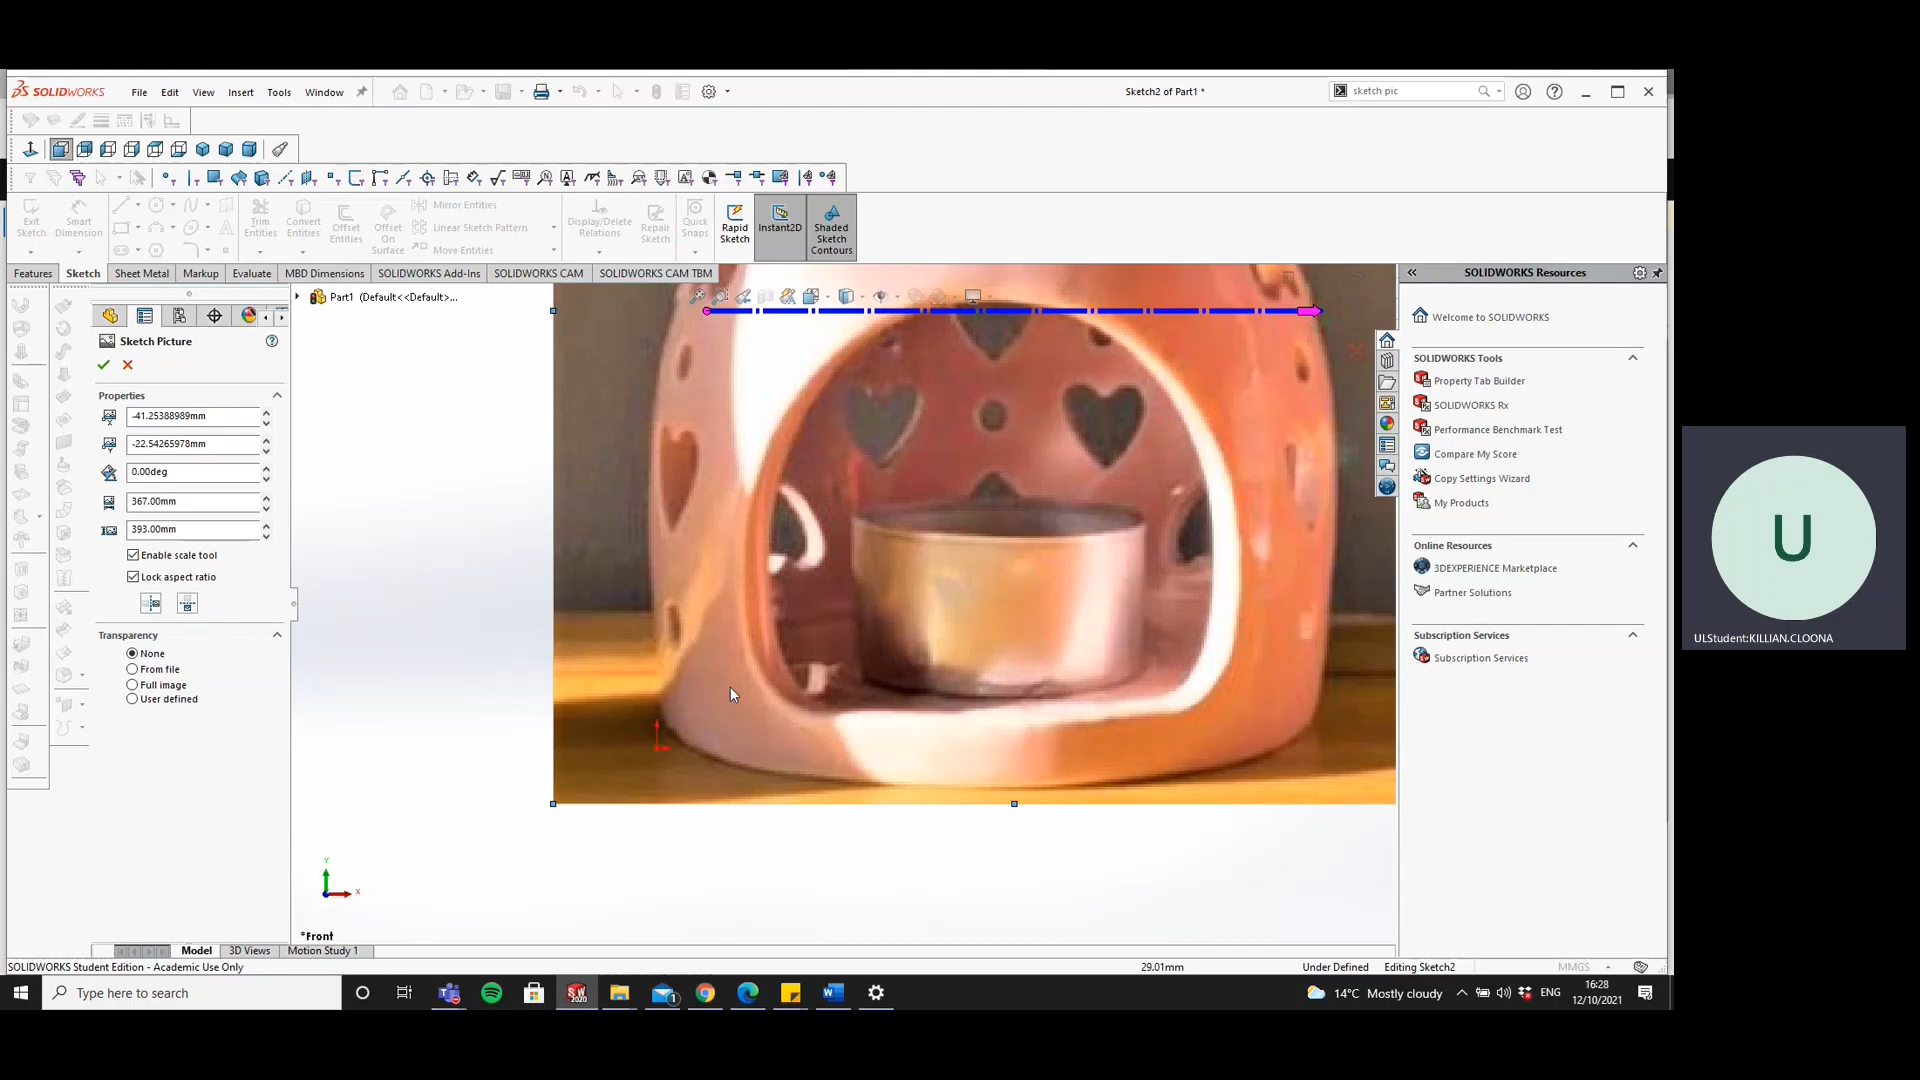 SOLIDWORKS
File Edit View Insert Tools Window
Sketch2 of Part1 *
sketch pic
Exit Sketch
Smart Dimension
Trim Entities
Convert Entities
Offset Entities
Offset On Surface
Mirror Entities
Linear Sketch Pattern
Move Entities
Display/Delete Relations
Repair Sketch
Quick Snaps
Rapid Sketch
Instant2D
Shaded Sketch Contours
Features Sketch Sheet Metal Markup Evaluate MBD Dimensions SOLIDWORKS Add-Ins SOLIDWORKS CAM SOLIDWORKS CAM TBM
Part1 (Default<<Default>...
Sketch Picture
Properties
-41.25388989mm
-22.54265978mm
0.00deg
367.00mm
393.00mm
Enable scale tool
Lock aspect ratio
Transparency
None
From file
Full image
User defined
Y
X
*Front
Model 3D Views Motion Study 1
SOLIDWORKS Resources
Welcome to SOLIDWORKS
SOLIDWORKS Tools
Property Tab Builder
SOLIDWORKS Rx
Performance Benchmark Test
Compare My Score
Copy Settings Wizard
My Products
Online Resources
3DEXPERIENCE Marketplace
Partner Solutions
Subscription Services
Subscription Services
SOLIDWORKS Student Edition - Academic Use Only
29.01mm Under Defined Editing Sketch2 MMGS
Type here to search
SW 2020
1
14°C Mostly cloudy ENG
16:28
12/10/2021
U
ULStudent:KILLIAN.CLOONA